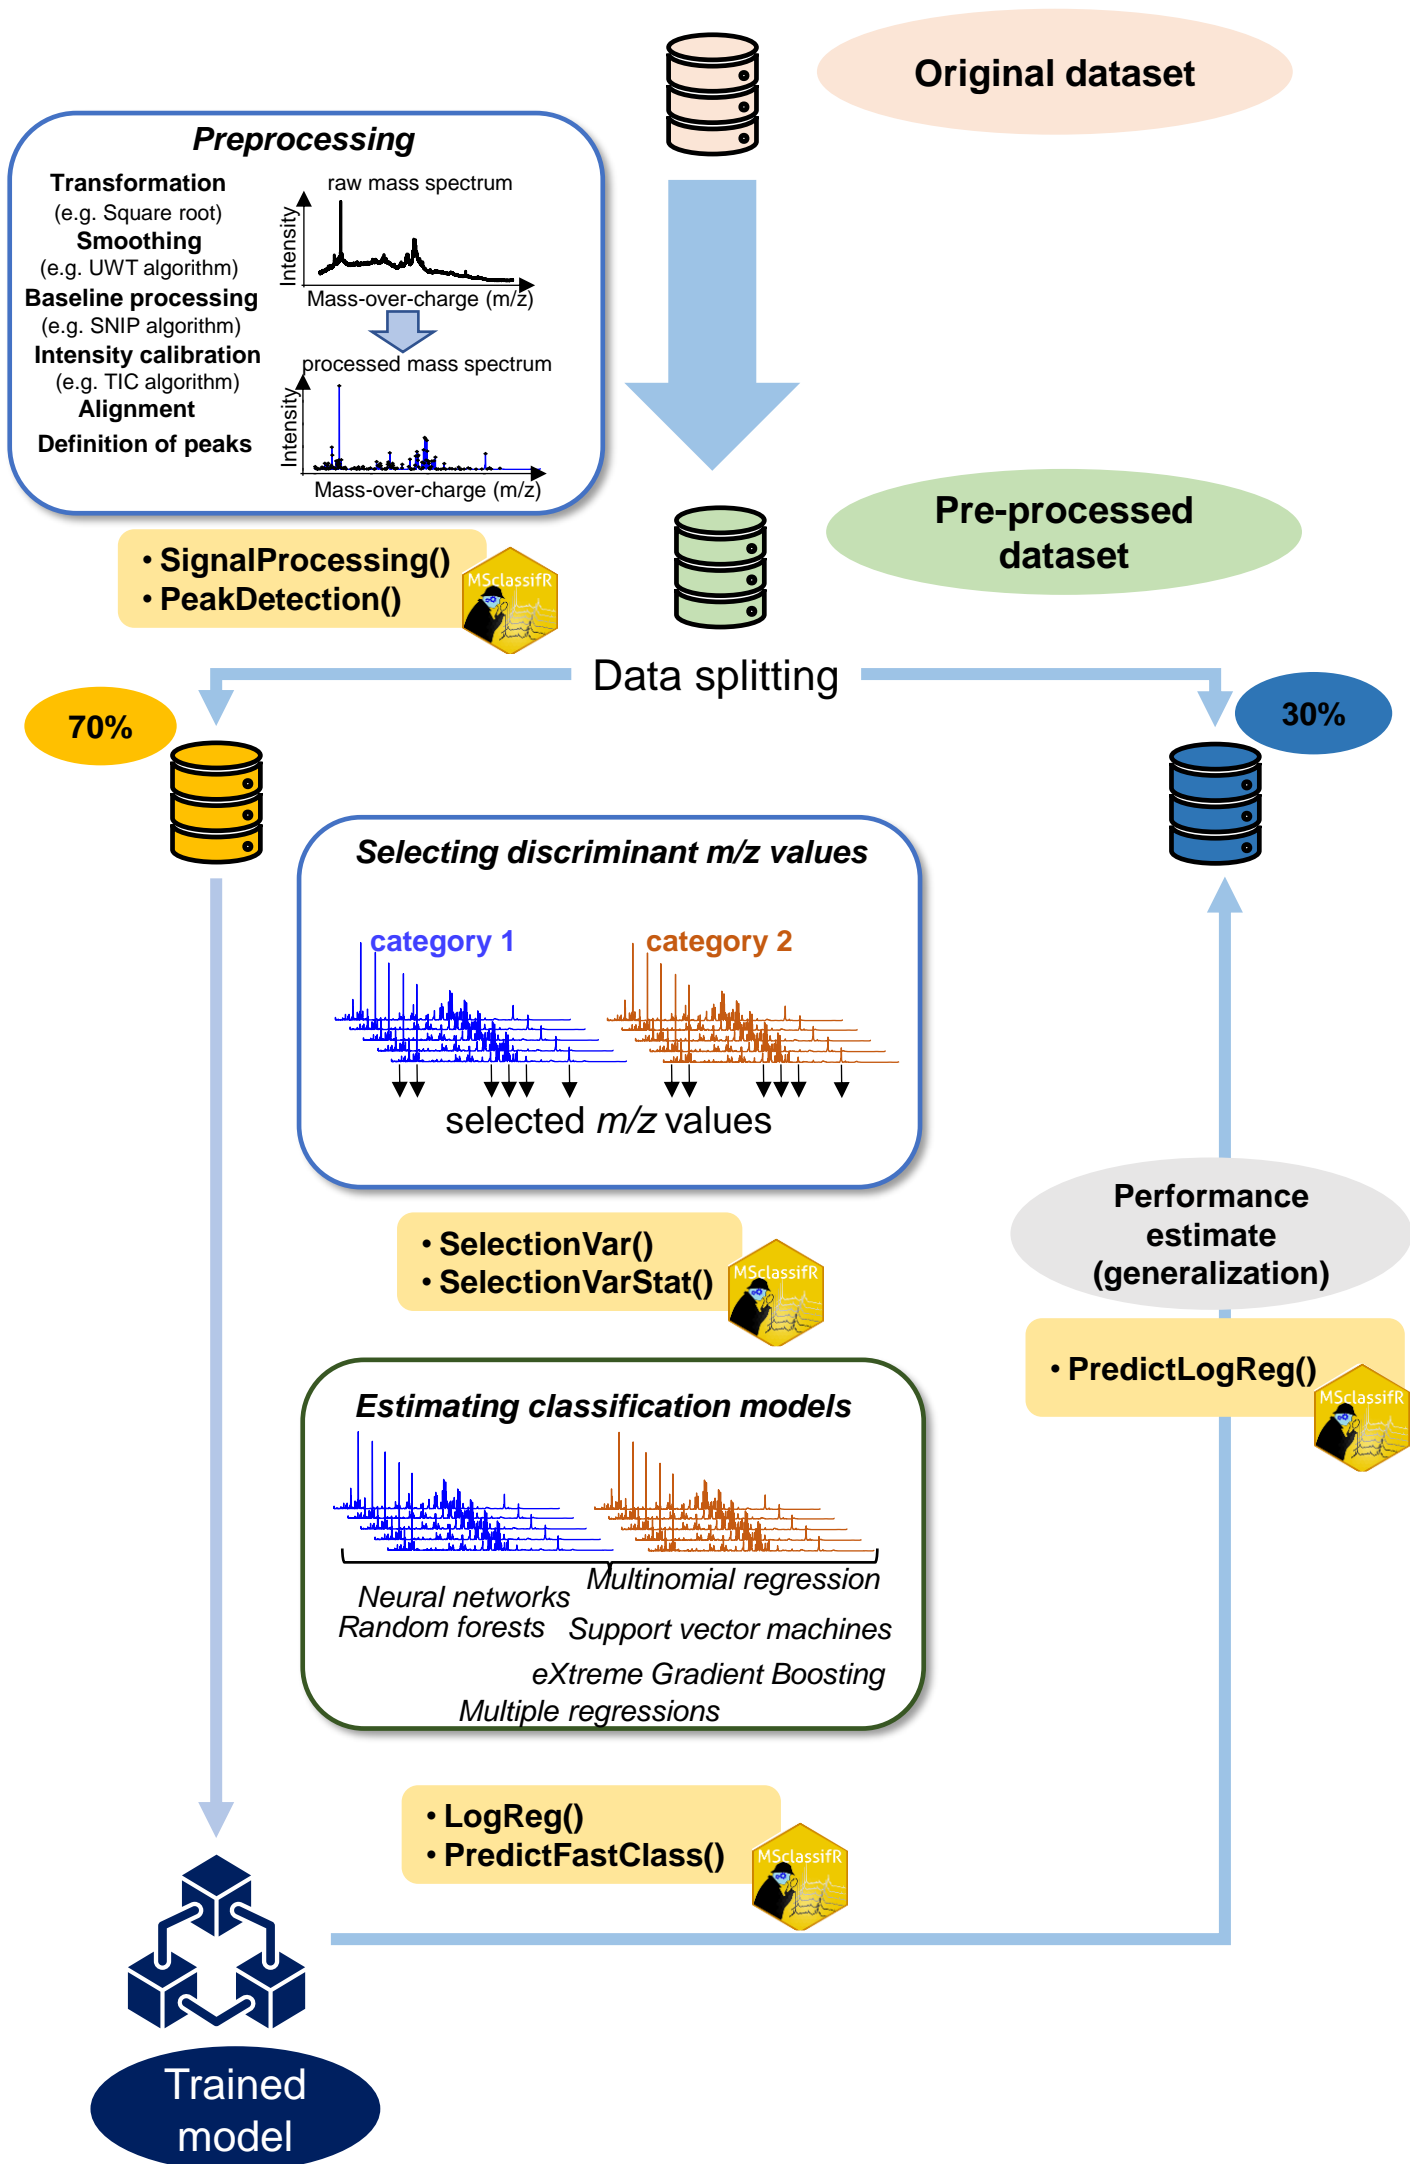 Original dataset
Preprocessing
Transformation
(e.g. Square root)
Smoothing
(e.g. UWT algorithm)
Baseline processing
(e.g. SNIP algorithm)
Intensity calibration
(e.g. TIC algorithm)
Alignment
Definition of peaks
raw mass spectrum
Intensity
Mass-over-charge (m/z)
processed mass spectrum
Intensity
Mass-over-charge (m/z)
Pre-processed
dataset
• SignalProcessing()
• PeakDetection()
MSclassifR
Data splitting
70%
30%
Selecting discriminant m/z values
category 1
category 2
selected m/z values
• SelectionVar()
• SelectionVarStat()
MSclassifR
Performance
estimate
(generalization)
• PredictLogReg()
MSclassifR
Estimating classification models
Multinomial regression
Neural networks
Random forests
Support vector machines
eXtreme Gradient Boosting
Multiple regressions
• LogReg()
• PredictFastClass()
MSclassifR
Trained
model